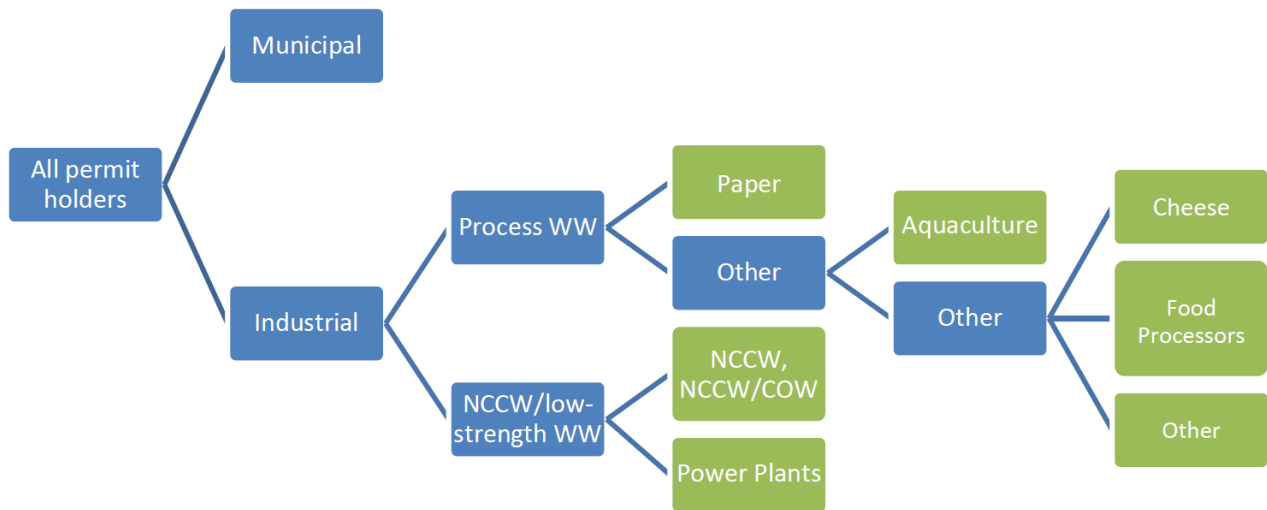 Municipal
All permit
holders
Industrial
Process WW
NCCW/low-
strength WW
Paper
Other
NCCW,
NCCW/COW
Power Plants
Aquaculture
Other
Cheese
Food
Processors
Other